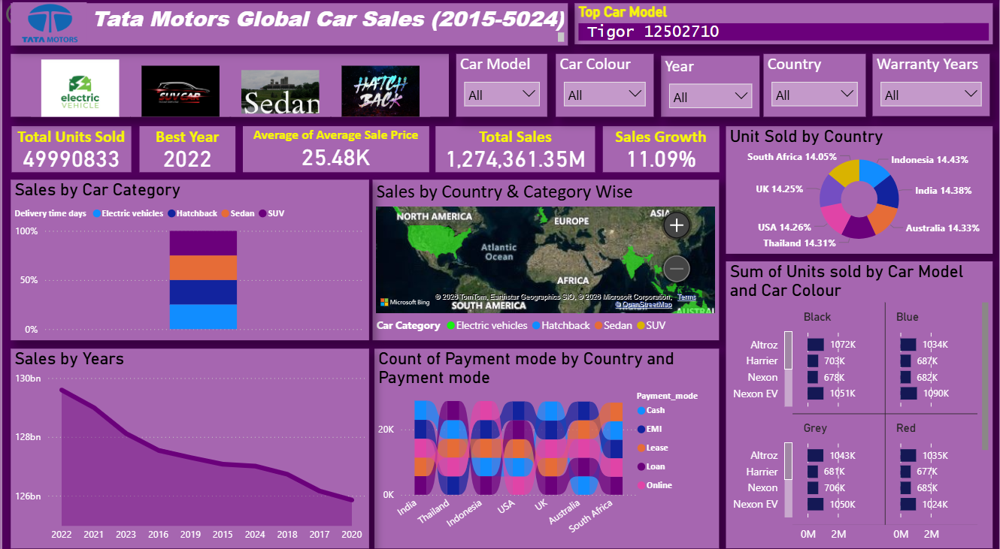 TATA MOTORS
Tata Motors Global Car Sales (2015-5024)
Top Car Model
Tigor 12502710
electric
VEHICLE
SUV CAR
Sedan
HATCH
BACK
Car Model
All
Car Colour
All
Year
All
Country
All
Warranty Years
All
Total Units Sold
49990833
Best Year
2022
Average of Average Sale Price
25.48K
Total Sales
1,274,361.35M
Sales Growth
11.09%
Unit Sold by Country
South Africa 14.05%
Indonesia 14.43%
UK 14.25%
India 14.38%
USA 14.26%
Australia 14.33%
Thailand 14.31%
Sales by Car Category
Delivery time days Electric vehicles Hatchback Sedan SUV
100%
50%
0%
Sales by Country & Category Wise
NORTH AMERICA
EUROPE
ASIA
Atlantic
Ocean
AFRICA
Microsoft Bing
© 2026 TomTom, Earthstar Geographics SIO, © 2026 Microsoft Corporation, Terms
© OpenStreetMap
SOUTH AMERICA
AUSTRAL
Car Category Electric vehicles Hatchback Sedan SUV
Sum of Units sold by Car Model
and Car Colour
Black
Altroz 1072K
Harrier 703K
Nexon 678K
Nexon EV 1051K
Blue
1034K
687K
682K
1090K
Grey
Altroz 1043K
Harrier 681K
Nexon 706K
Nexon EV 1050K
Red
1035K
677K
685K
1024K
0M 2M
0M 2M
Sales by Years
130bn
128bn
126bn
2022 2021 2023 2016 2019 2015 2024 2018 2017 2020
Count of Payment mode by Country and
Payment mode
20K
0K
India Thailand Indonesia USA UK Australia South Africa
Payment_mode
Cash
EMI
Lease
Loan
Online